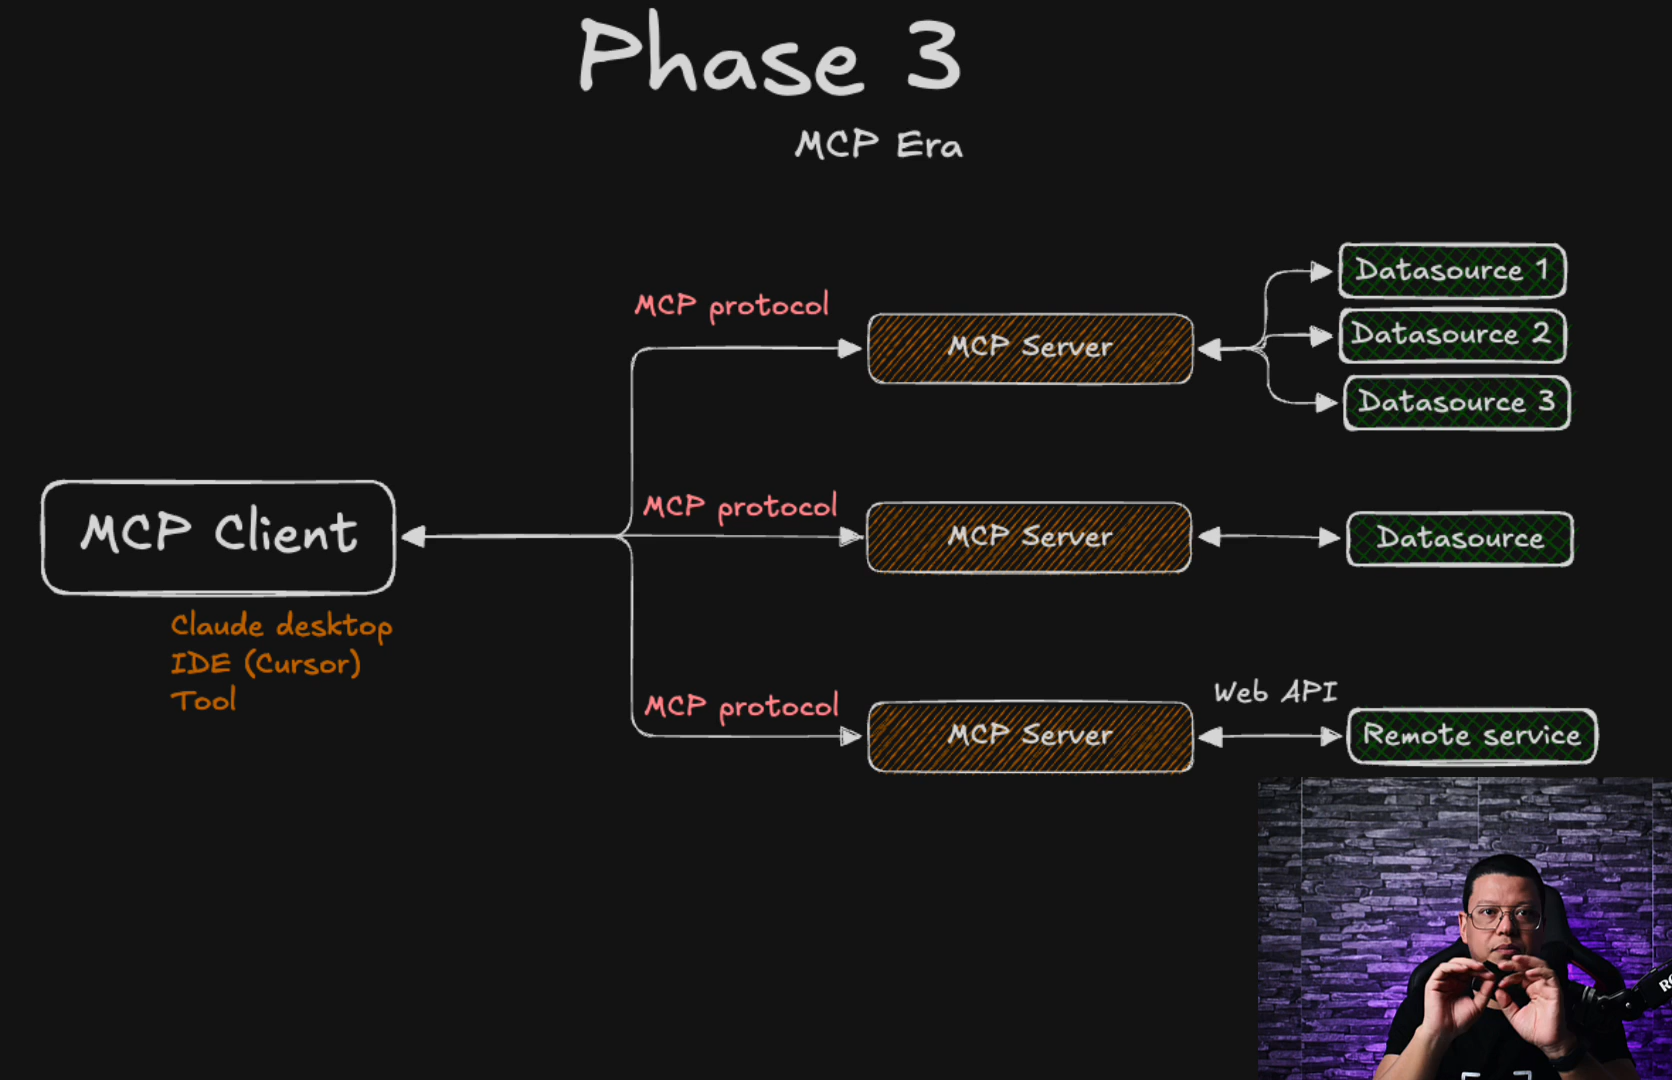 Phase 3
MCP Era
MCP protocol
MCP Server
Datasource 1
Datasource 2
Datasource 3
MCP Client
Claude desktop
IDE (Cursor)
Tool
MCP protocol
MCP Server
Datasource
MCP protocol
MCP Server
Web API
Remote service